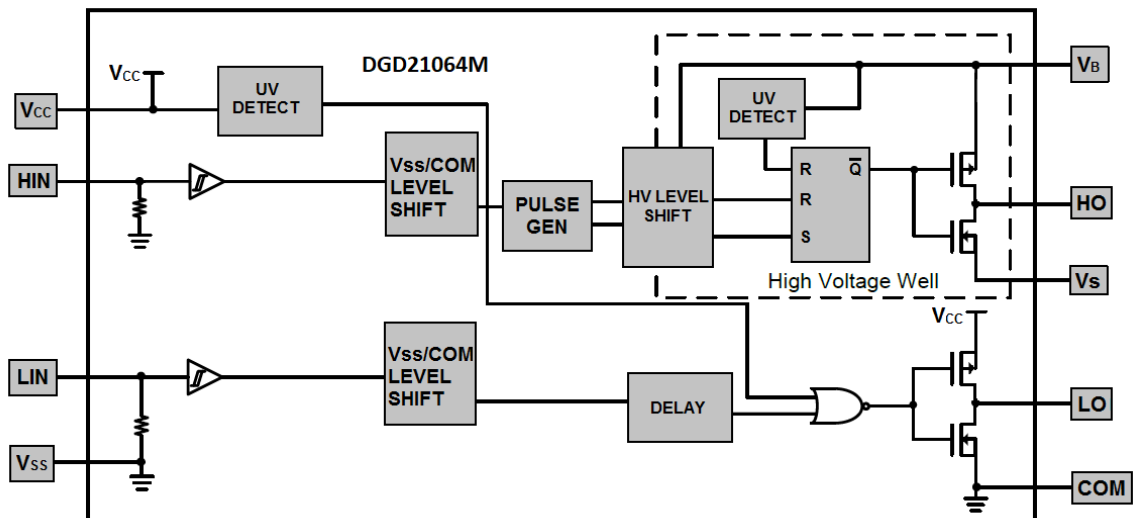 DGD21064M
VCC
VCC
UV
DETECT
VB
UV
DETECT
HIN
Vss/COM
LEVEL
SHIFT
PULSE
GEN
HV LEVEL
SHIFT
R Q
R
S
HO
High Voltage Well
Vs
VCC
LIN
Vss/COM
LEVEL
SHIFT
DELAY
LO
VSS
COM